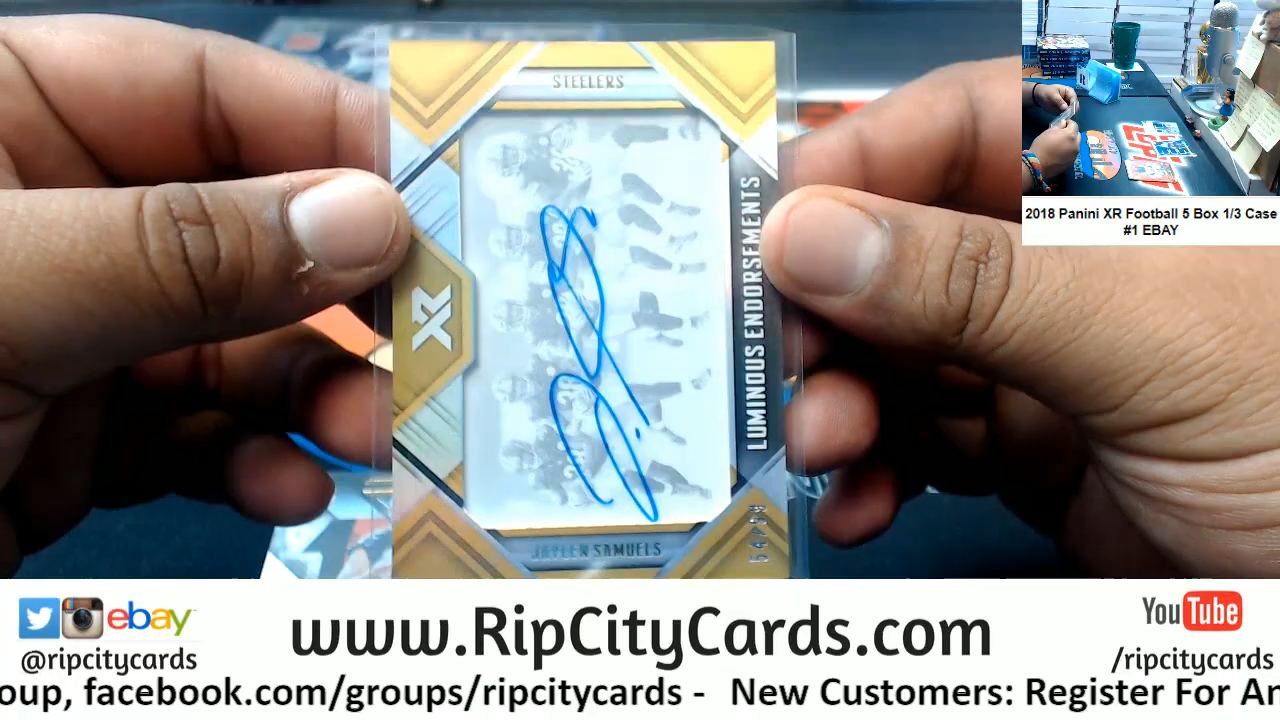 STEELERS
XR
LUMINOUS ENDORSEMENTS
JAYLEN SAMUELS
2018 Panini XR Football 5 Box 1/3 Case
#1 EBAY
ebay
@ripcitycards
www.RipCityCards.com
YouTube
/ripcitycards
oup, facebook.com/groups/ripcitycards - New Customers: Register For An